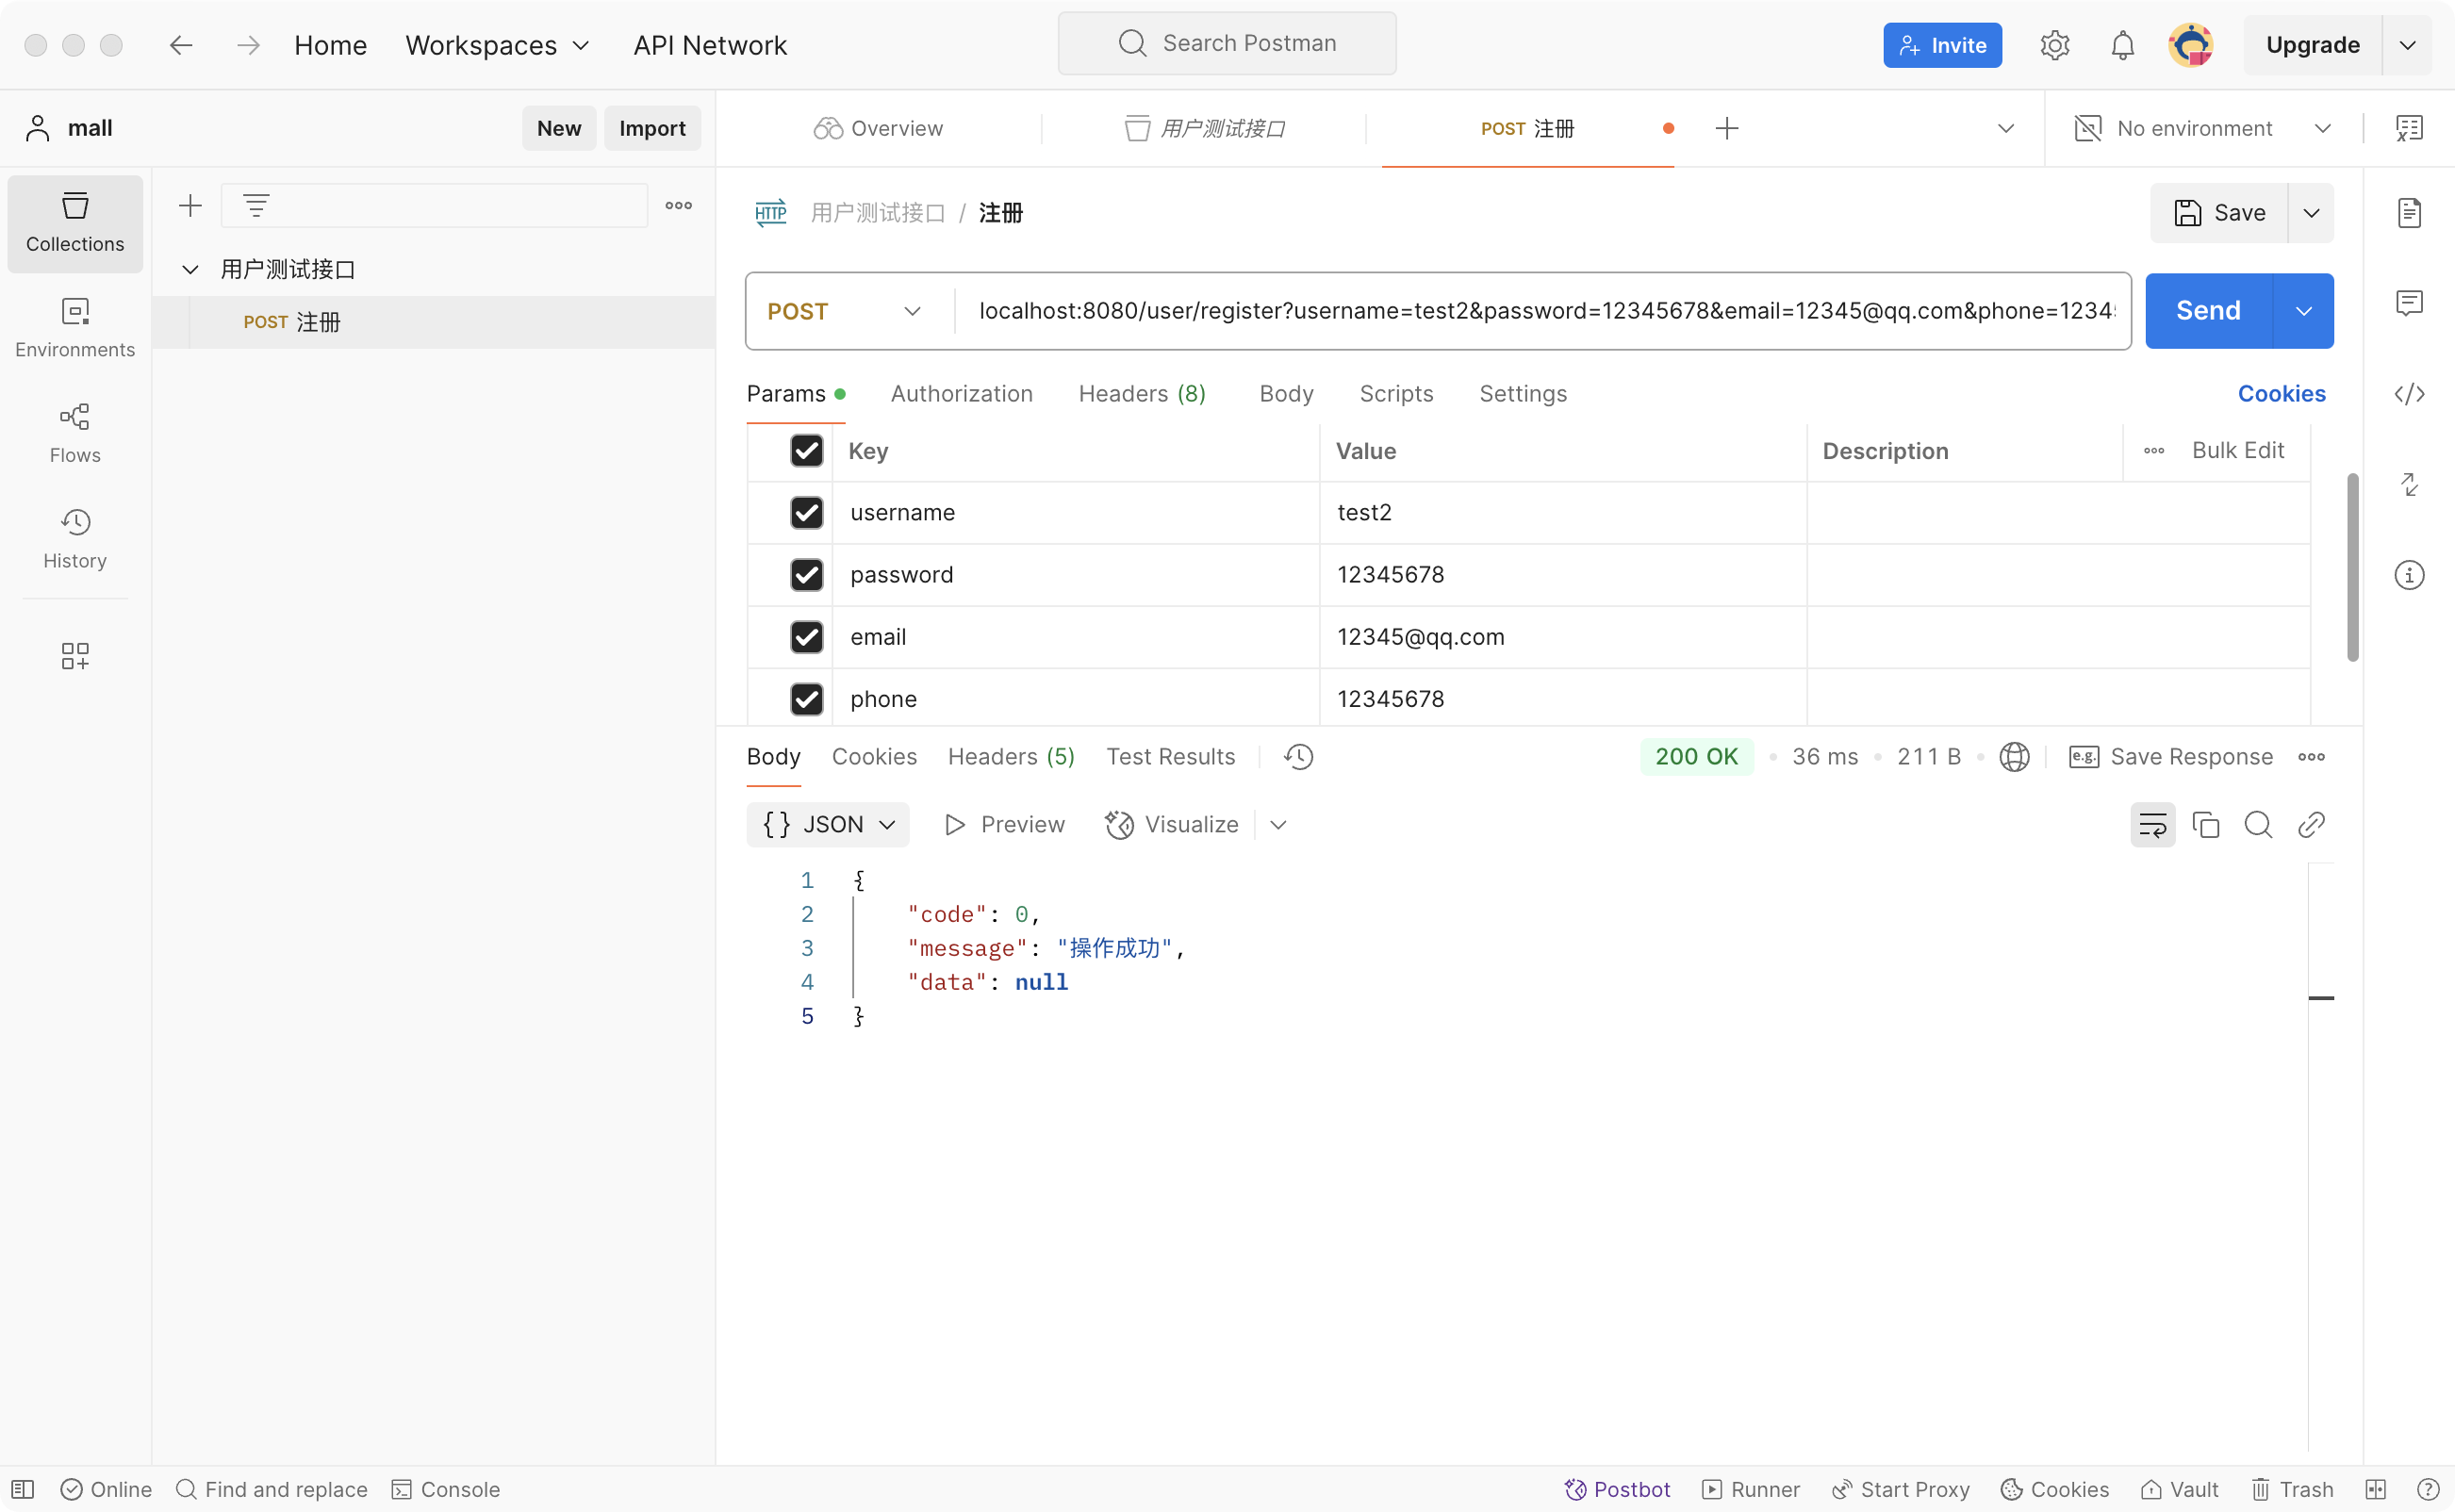 Home Workspaces API Network Search Postman Invite Upgrade
mall New Import Overview 用户测试接口 POST 注册 No environment
Collections
Environments
Flows
History
用户测试接口
POST 注册
HTTP 用户测试接口 / 注册 Save
POST localhost:8080/user/register?username=test2&password=12345678&email=12345@qq.com&phone=1234 Send
Params Authorization Headers (8) Body Scripts Settings Cookies
Key Value Description Bulk Edit
username test2
password 12345678
email 12345@qq.com
phone 12345678
Body Cookies Headers (5) Test Results 200 OK 36 ms 211 B e.g. Save Response
{} JSON Preview Visualize
1 {
2 "code": 0,
3 "message": "操作成功",
4 "data": null
5 }
Online Find and replace Console Postbot Runner Start Proxy Cookies Vault Trash